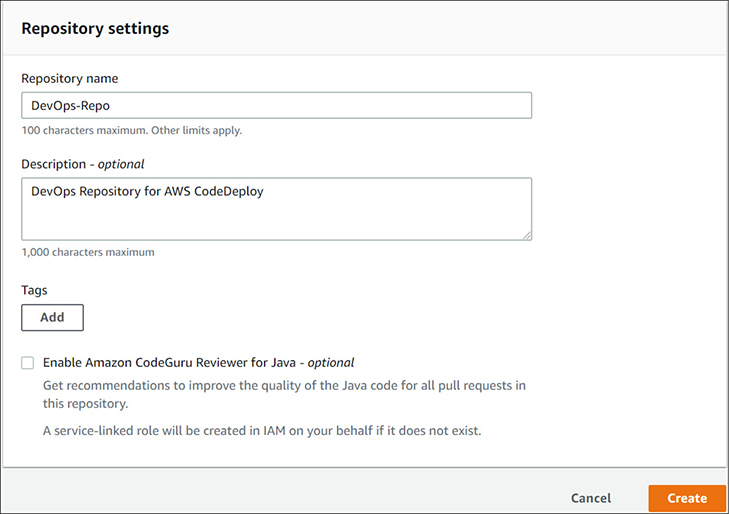 Repository settings
Repository name
DevOps-Repo
100 characters maximum. Other limits apply.
Description - optional
DevOps Repository for AWS CodeDeploy
1,000 characters maximum
Tags
Add
Enable Amazon CodeGuru Reviewer for Java - optional
Get recommendations to improve the quality of the Java code for all pull requests in
this repository.
A service-linked role will be created in IAM on your behalf if it does not exist.
Cancel
Create